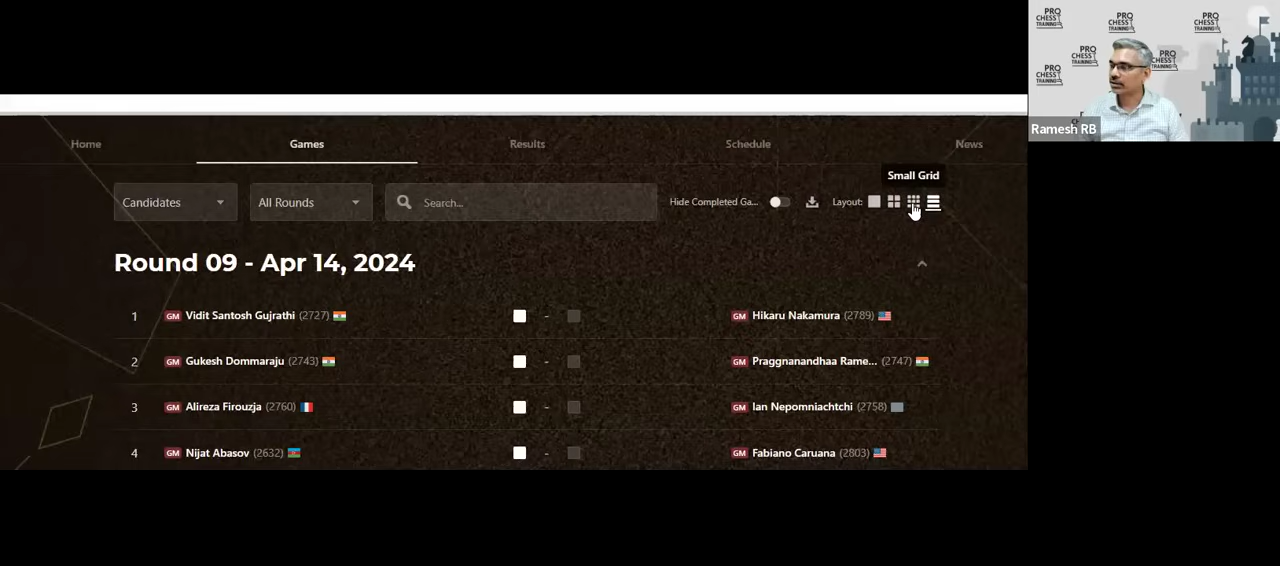 PRO CHESS TRAINING
PRO CHESS TRAINING
PRO CHESS TRAINING
PRO CHESS TRAINING
PRO CHESS TRAINING
PRO CHESS TRAINING
Ramesh RB
Home Games Results Schedule News
Small Grid
Candidates All Rounds Search... Hide Completed Ga... Layout:
Round 09 - Apr 14, 2024
1 GM Vidit Santosh Gujrathi (2727) - GM Hikaru Nakamura (2789)
2 GM Gukesh Dommaraju (2743) - GM Praggnanandhaa Rame... (2747)
3 GM Alireza Firouzja (2760) - GM Ian Nepomniachtchi (2758)
4 GM Nijat Abasov (2632) - GM Fabiano Caruana (2803)